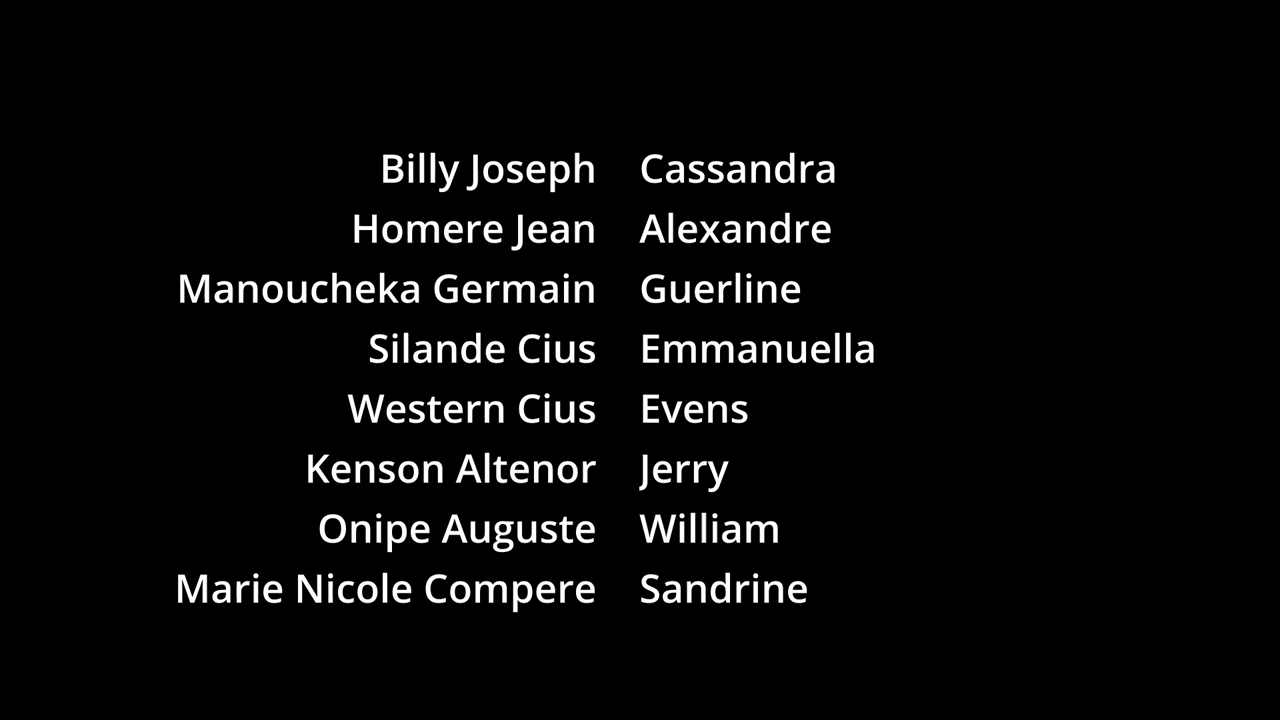 Billy Joseph Cassandra
Homere Jean Alexandre
Manoucheka Germain Guerline
Silande Cius Emmanuella
Western Cius Evens
Kenson Altenor Jerry
Onipe Auguste William
Marie Nicole Compere Sandrine